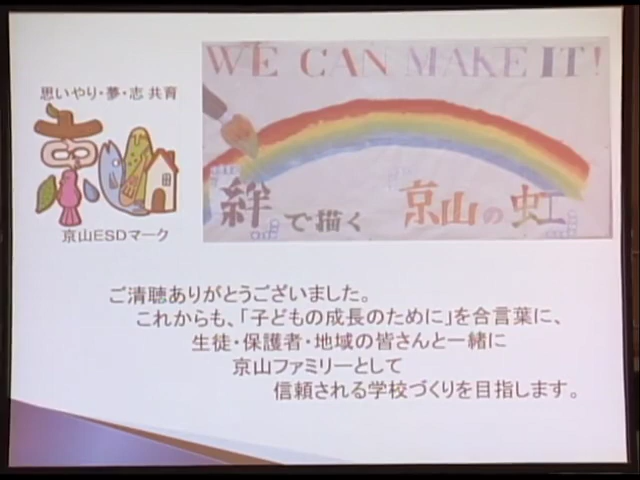 思いやり・夢・志 共育
京山ESDマーク
WE CAN MAKE IT!
絆で描く 京山の虹
ご清聴ありがとうございました。
これからも、「子どもの成長のために」を合言葉に、
生徒・保護者・地域の皆さんと一緒に
京山ファミリーとして
信頼される学校づくりを目指します。